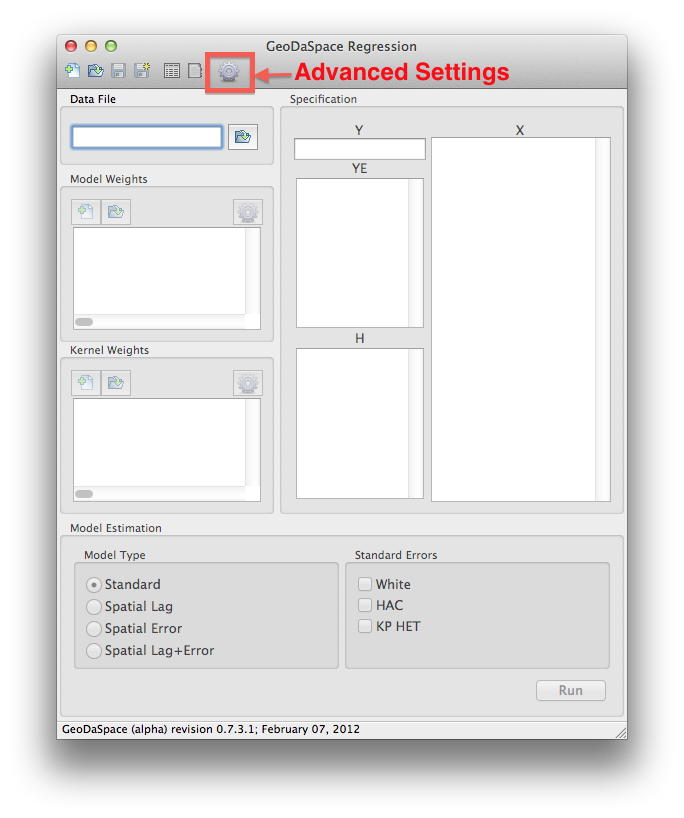 GeoDaSpace Regression
Advanced Settings
Data File
Specification
Y
X
YE
Model Weights
H
Kernel Weights
Model Estimation
Model Type
Standard
Spatial Lag
Spatial Error
Spatial Lag+Error
Standard Errors
White
HAC
KP HET
Run
GeoDaSpace (alpha) revision 0.7.3.1; February 07, 2012